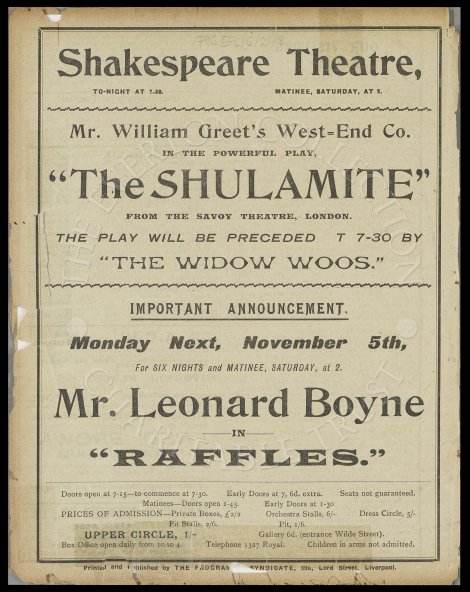 Shakespeare Theatre,
TO-NIGHT AT 7.30. MATINEE, SATURDAY, AT 2.
Mr. William Greet's West=End Co.
IN THE POWERFUL PLAY,
"The SHULAMITE"
FROM THE SAVOY THEATRE, LONDON.
THE PLAY WILL BE PRECEDED T 7-30 BY
"THE WIDOW WOOS."
IMPORTANT ANNOUNCEMENT.
Monday Next, November 5th,
For SIX NIGHTS and MATINEE, SATURDAY, at 2.
Mr. Leonard Boyne
IN
"RAFFLES."
Doors open at 7-15—to commence at 7-30. Early Doors at 7, 6d. extra. Seats not guaranteed.
Matinees—Doors open 1-45. Early Doors at 1-30
PRICES OF ADMISSION—Private Boxes, £2/2 Orchestra Stalls, 6/- Dress Circle, 5/-
Pit Stalls, 2/6. Pit, 1/6.
UPPER CIRCLE, 1/- Gallery 6d. (entrance Wilde Street).
Box Office open daily from 10 to 4. Telephone 1327 Royal. Children in arms not admitted.
Printed and Published by the PROGRAMME SYNDICATE, 50a, Lord Street, Liverpool.